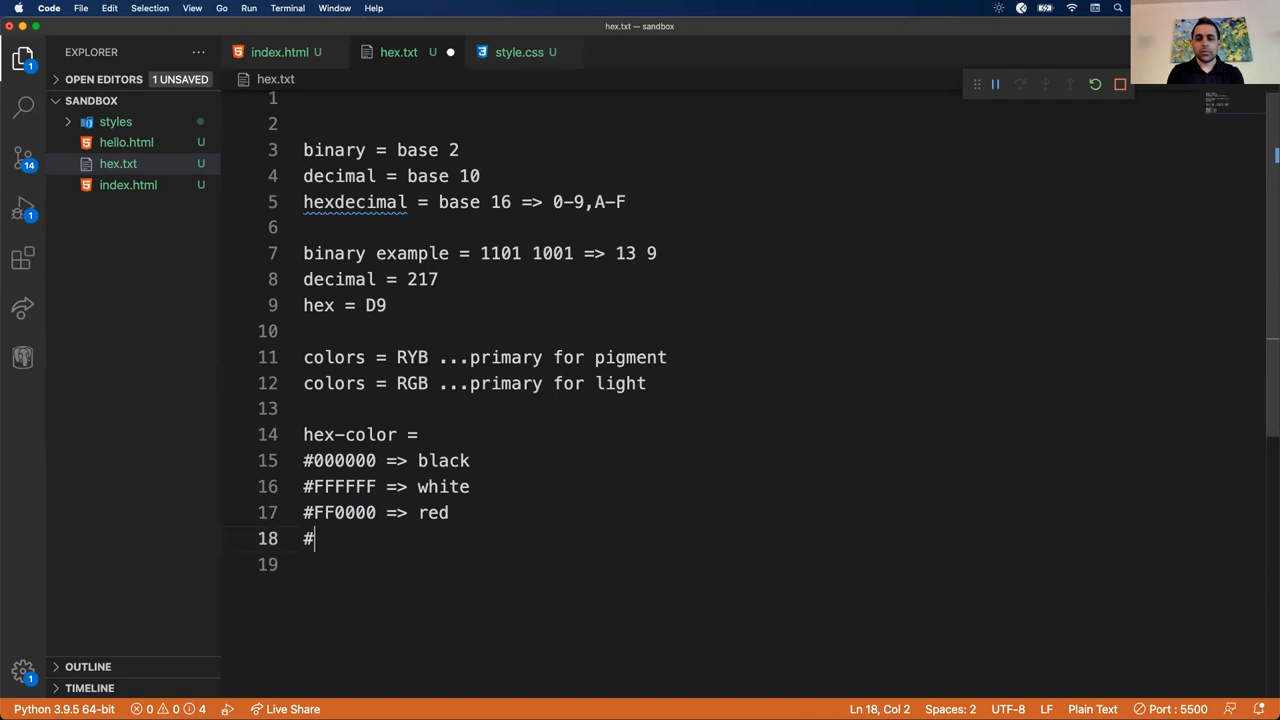 Code File Edit Selection View Go Run Terminal Window Help
hex.txt — sandbox
EXPLORER
index.html U hex.txt U style.css U
OPEN EDITORS 1 UNSAVED
hex.txt
SANDBOX
styles
hello.html U
hex.txt U
index.html U
1
14
1
1
1
2
3 binary = base 2
4 decimal = base 10
5 hexdecimal = base 16 => 0-9,A-F
6
7 binary example = 1101 1001 => 13 9
8 decimal = 217
9 hex = D9
10
11 colors = RYB ...primary for pigment
12 colors = RGB ...primary for light
13
14 hex-color =
15 #000000 => black
16 #FFFFFF => white
17 #FF0000 => red
18 #
19
OUTLINE
TIMELINE
Python 3.9.5 64-bit 0 0 4 Live Share Ln 18, Col 2 Spaces: 2 UTF-8 LF Plain Text Port : 5500